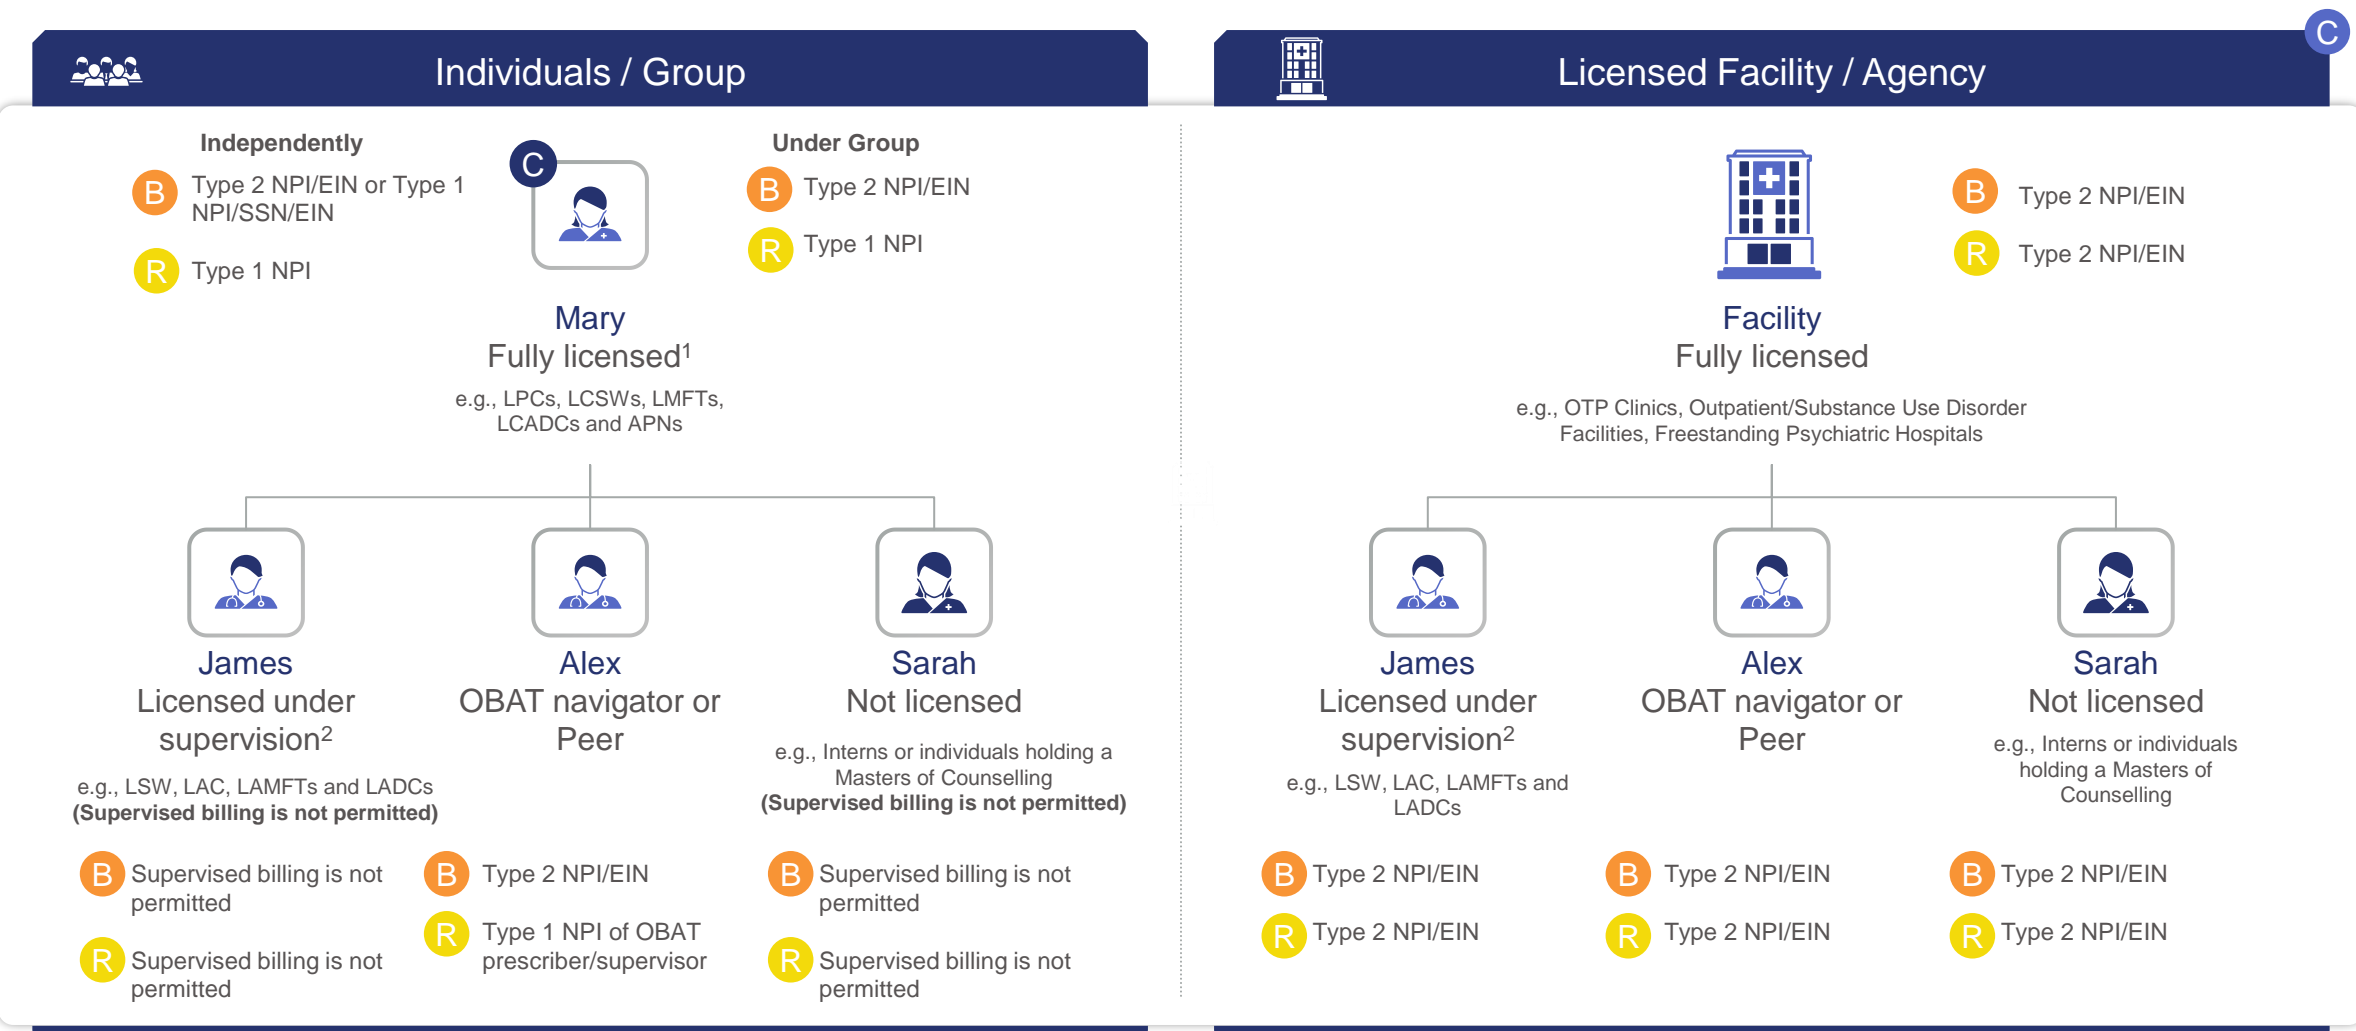 C
Individuals / Group
Licensed Facility / Agency
Independently
B
Type 2 NPI/EIN or Type 1
NPI/SSN/EIN
R
Type 1 NPI
C
Under Group
B
Type 2 NPI/EIN
R
Type 1 NPI
Mary
Fully licensed1
e.g., LPCs, LCSWs, LMFTs,
LCADCs and APNs
James
Licensed under
supervision2
e.g., LSW, LAC, LAMFTs and LADCs
(Supervised billing is not permitted)
B
Supervised billing is not
permitted
R
Supervised billing is not
permitted
Alex
OBAT navigator or
Peer
B
Type 2 NPI/EIN
R
Type 1 NPI of OBAT
prescriber/supervisor
Sarah
Not licensed
e.g., Interns or individuals holding a
Masters of Counselling
(Supervised billing is not permitted)
B
Supervised billing is not
permitted
R
Supervised billing is not
permitted
B
Type 2 NPI/EIN
R
Type 2 NPI/EIN
Facility
Fully licensed
e.g., OTP Clinics, Outpatient/Substance Use Disorder
Facilities, Freestanding Psychiatric Hospitals
James
Licensed under
supervision2
e.g., LSW, LAC, LAMFTs and
LADCs
B
Type 2 NPI/EIN
R
Type 2 NPI/EIN
Alex
OBAT navigator or
Peer
B
Type 2 NPI/EIN
R
Type 2 NPI/EIN
Sarah
Not licensed
e.g., Interns or individuals
holding a Masters of
Counselling
B
Type 2 NPI/EIN
R
Type 2 NPI/EIN